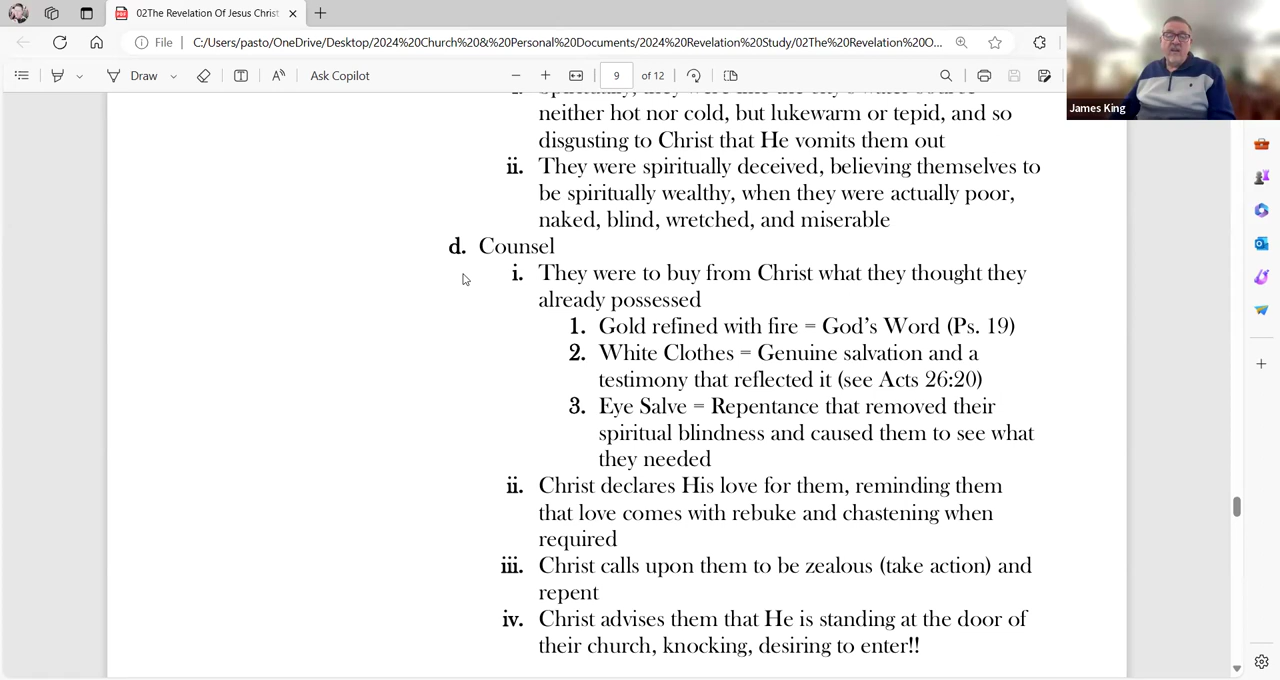 02The Revelation Of Jesus Christ
File
C:/Users/pasto/OneDrive/Desktop/2024%20Church%20&%20Personal%20Documents/2024%20Revelation%20Study/02The%20Revelation%20O...
Draw
Ask Copilot
9 of 12
James King
neither hot nor cold, but lukewarm or tepid, and so
disgusting to Christ that He vomits them out
ii. They were spiritually deceived, believing themselves to
be spiritually wealthy, when they were actually poor,
naked, blind, wretched, and miserable
d. Counsel
i. They were to buy from Christ what they thought they
already possessed
1. Gold refined with fire = God's Word (Ps. 19)
2. White Clothes = Genuine salvation and a
testimony that reflected it (see Acts 26:20)
3. Eye Salve = Repentance that removed their
spiritual blindness and caused them to see what
they needed
ii. Christ declares His love for them, reminding them
that love comes with rebuke and chastening when
required
iii. Christ calls upon them to be zealous (take action) and
repent
iv. Christ advises them that He is standing at the door of
their church, knocking, desiring to enter!!